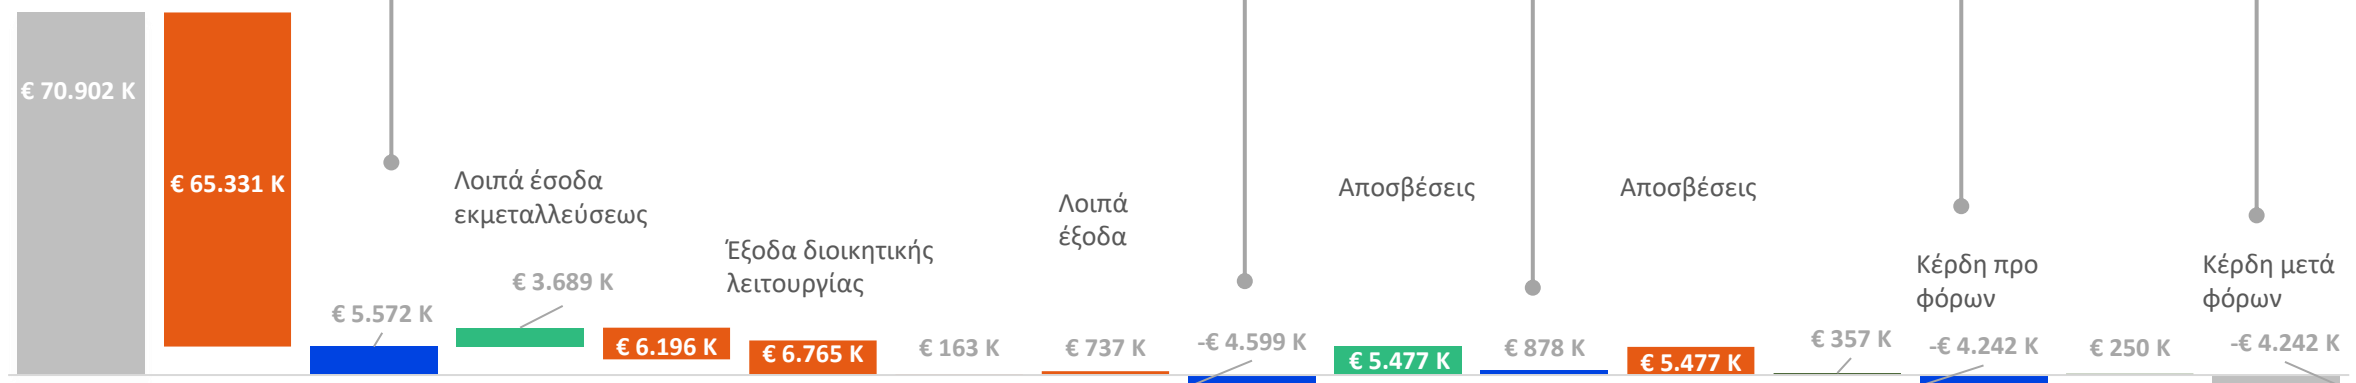 € 70.902 K
€ 65.331 K
€ 5.572 K
Λοιπά έσοδα
εκμεταλλεύσεως
€ 3.689 K
€ 6.196 K
Έξοδα διοικητικής
λειτουργίας
€ 6.765 K
€ 163 K
Λοιπά
έξοδα
€ 737 K
-€ 4.599 K
Αποσβέσεις
€ 5.477 K
€ 878 K
Αποσβέσεις
€ 5.477 K
€ 357 K
Κέρδη προ
φόρων
-€ 4.242 K
€ 250 K
Κέρδη μετά
φόρων
-€ 4.242 K